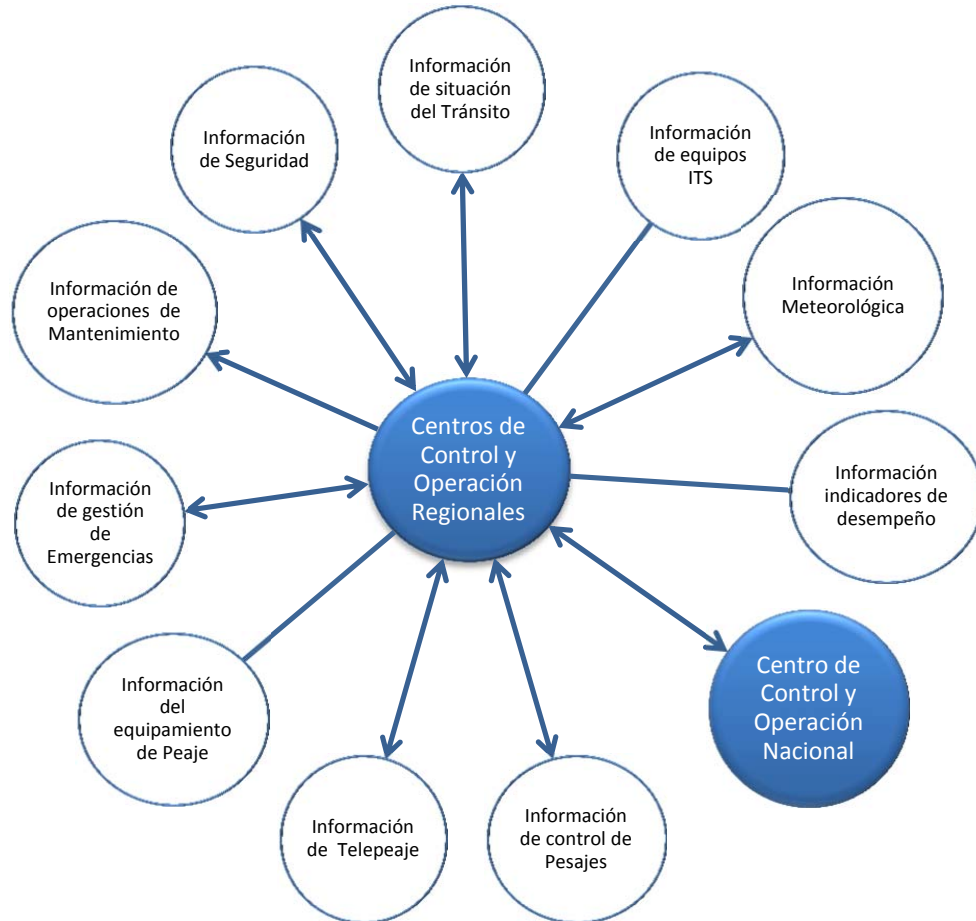 Información
de situación
del Tránsito
Información
de Seguridad
Información
de equipos
ITS
Información de
operaciones de
Mantenimiento
Información
Meteorológica
Centros de
Control y
Operación
Regionales
Información
indicadores de
desempeño
Información
de gestión
de
Emergencias
Centro de
Control y
Operación
Nacional
Información
del
equipamiento
de Peaje
Información
de Telepeaje
Información
de control de
Pesajes